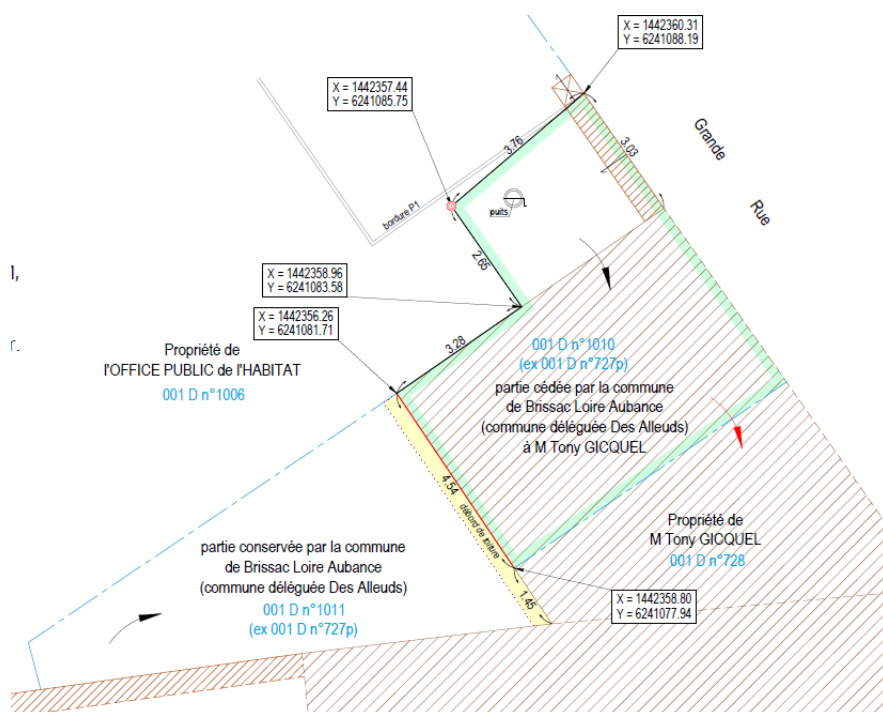 X = 1442360.31
Y = 6241088.19
X = 1442357.44
Y = 6241085.75
Grande
Rue
3.76
3.03
bordure P1
puits
2.65
X = 1442358.96
Y = 6241083.58
X = 1442356.26
Y = 6241081.71
3.28
Propriété de
l'OFFICE PUBLIC de l'HABITAT
001 D n°1006
001 D n°1010
(ex 001 D n°727p)
partie cédée par la commune
de Brissac Loire Aubance
(commune déléguée Des Alleuds)
à M Tony GICQUEL
4.54
débord de toiture
Propriété de
M Tony GICQUEL
001 D n°728
partie conservée par la commune
de Brissac Loire Aubance
(commune déléguée Des Alleuds)
001 D n°1011
(ex 001 D n°727p)
1.45
X = 1442358.80
Y = 6241077.94